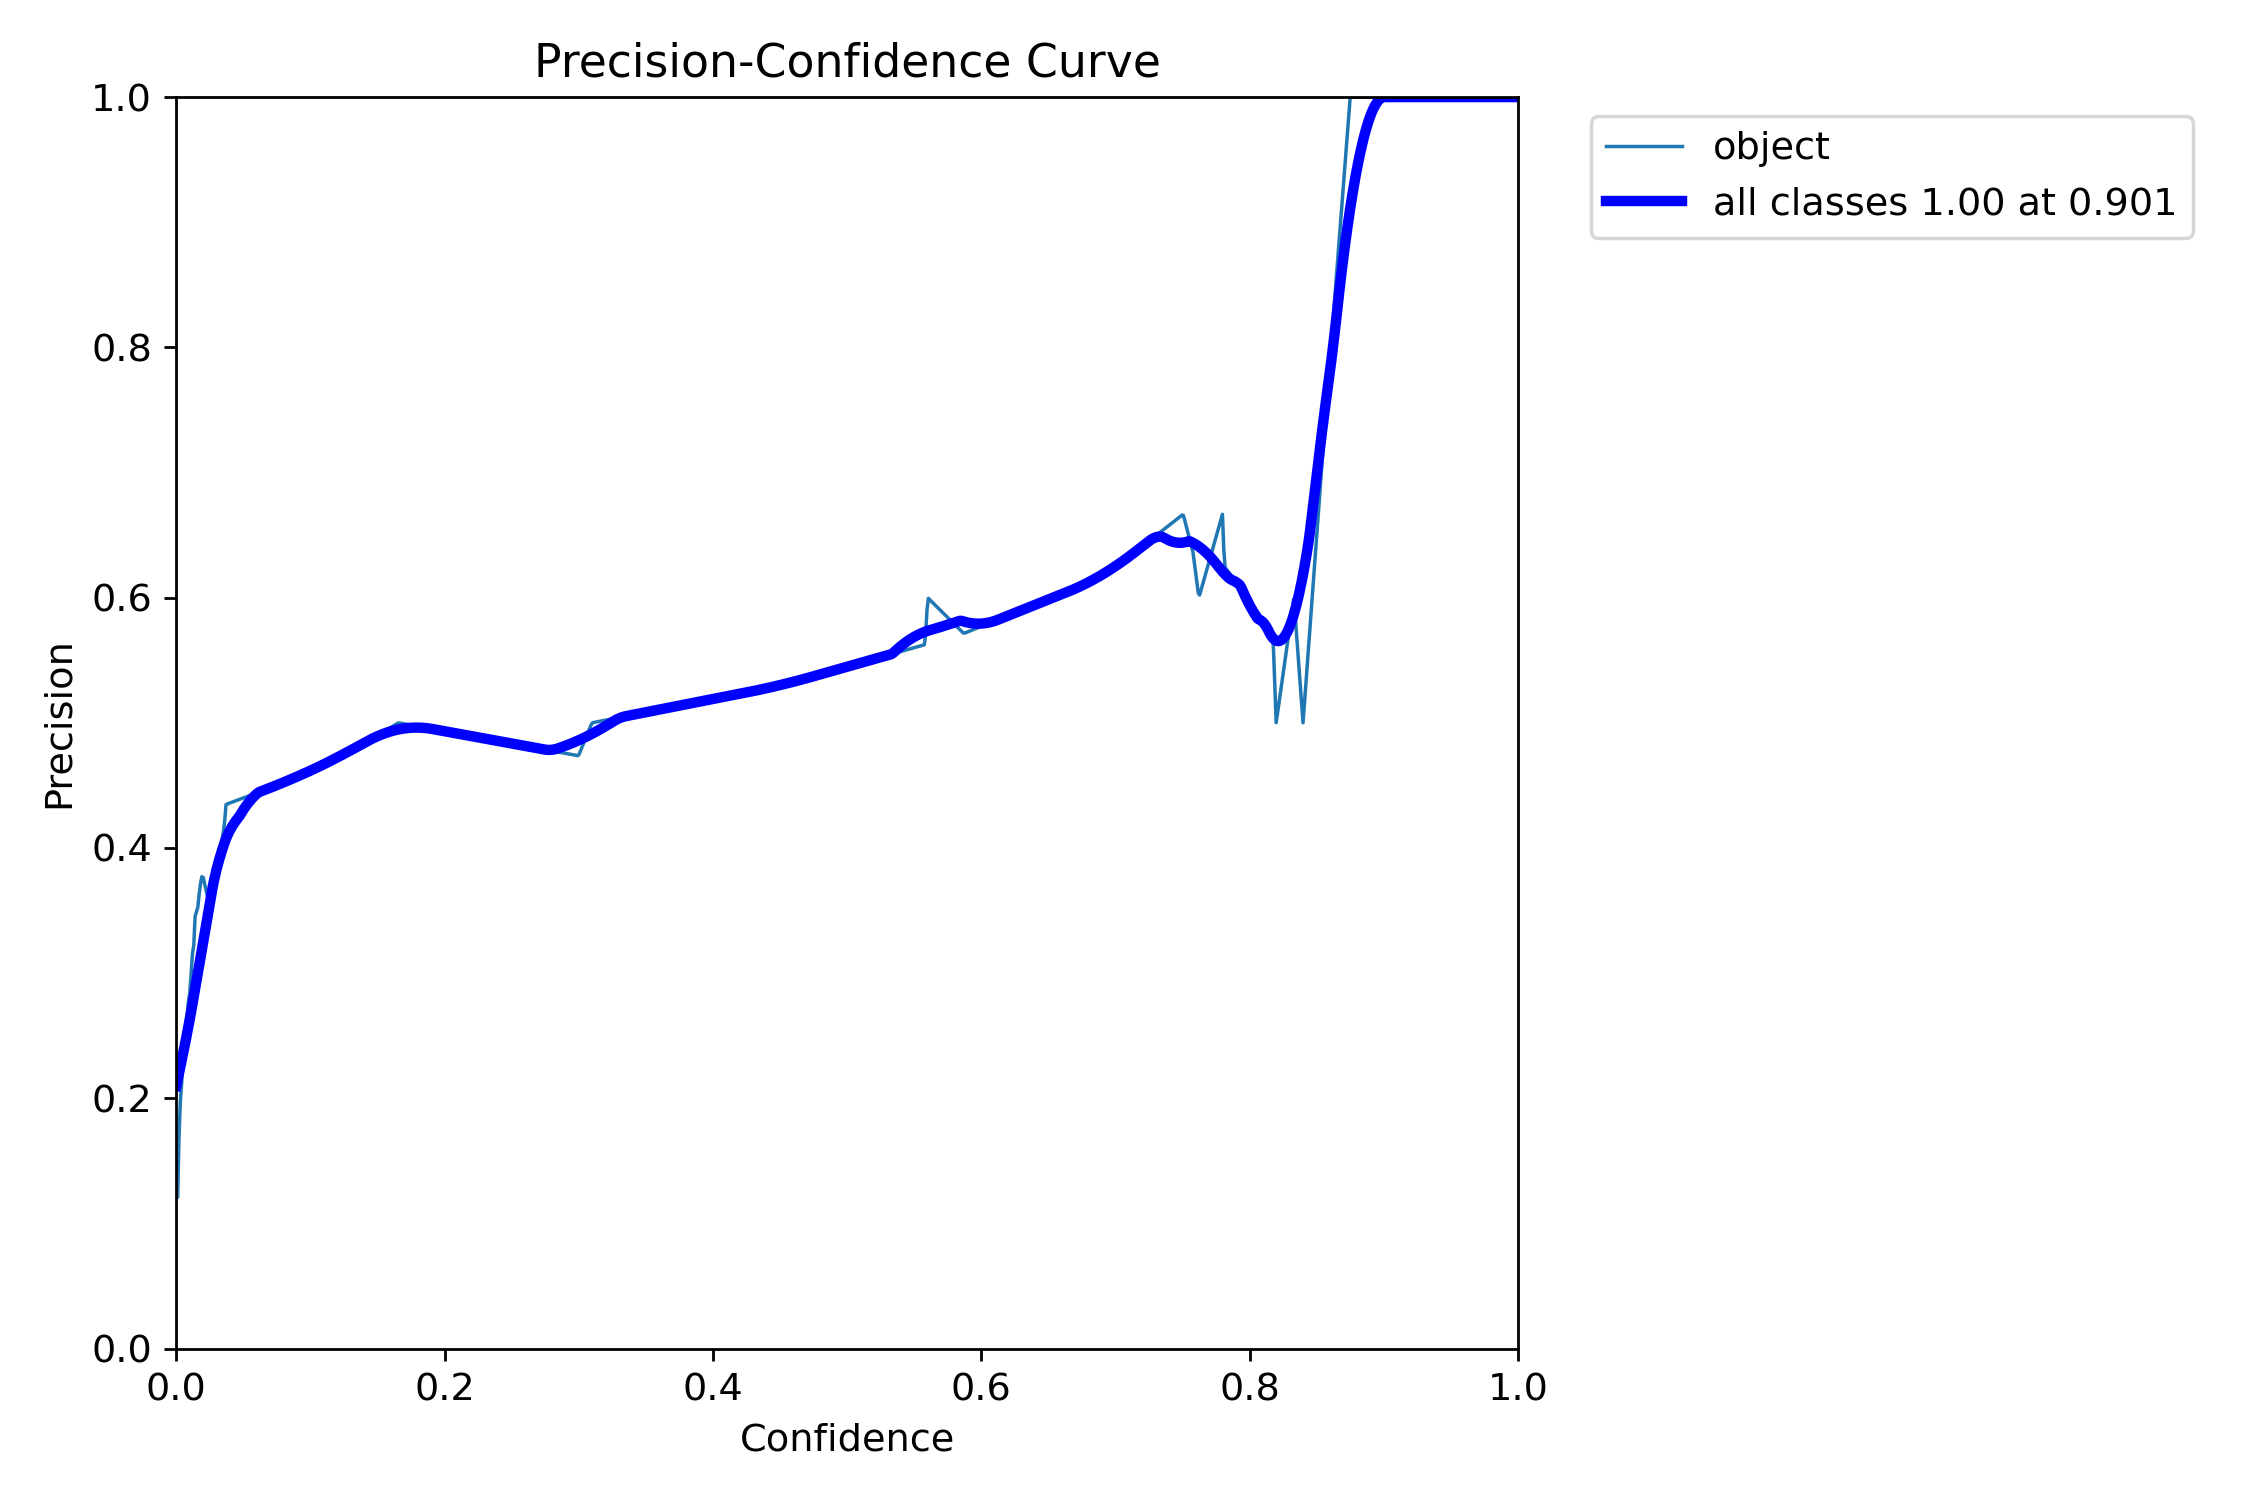 Precision-Confidence Curve
1.0
0.8
0.6
0.4
0.2
0.0
Precision
0.0 0.2 0.4 0.6 0.8 1.0
Confidence
object
all classes 1.00 at 0.901